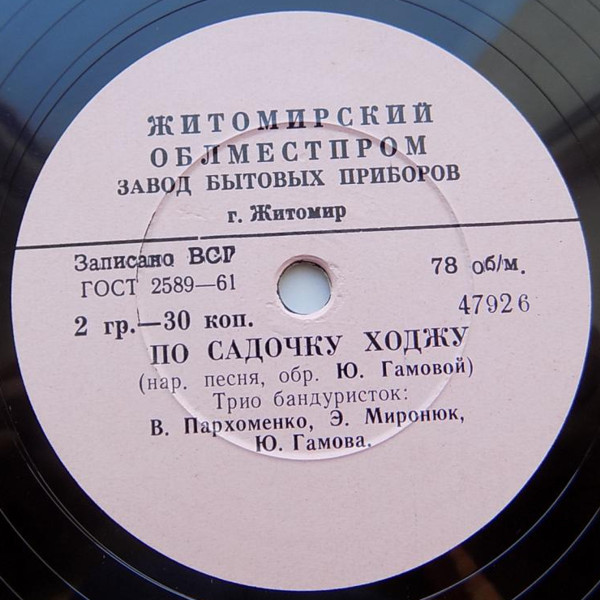 ЖИТОМИРСКИЙ
ОБЛМЕСТПРОМ
ЗАВОД БЫТОВЫХ ПРИБОРОВ
г. Житомир
Записано ВСГ 78 об/м.
ГОСТ 2589—61 47926
2 гр.—30 коп.
ПО САДОЧКУ ХОДЖУ
(нар. песня, обр. Ю. Гамовой)
Трио бандуристок:
В. Пархоменко, Э. Миронюк,
Ю. Гамова.